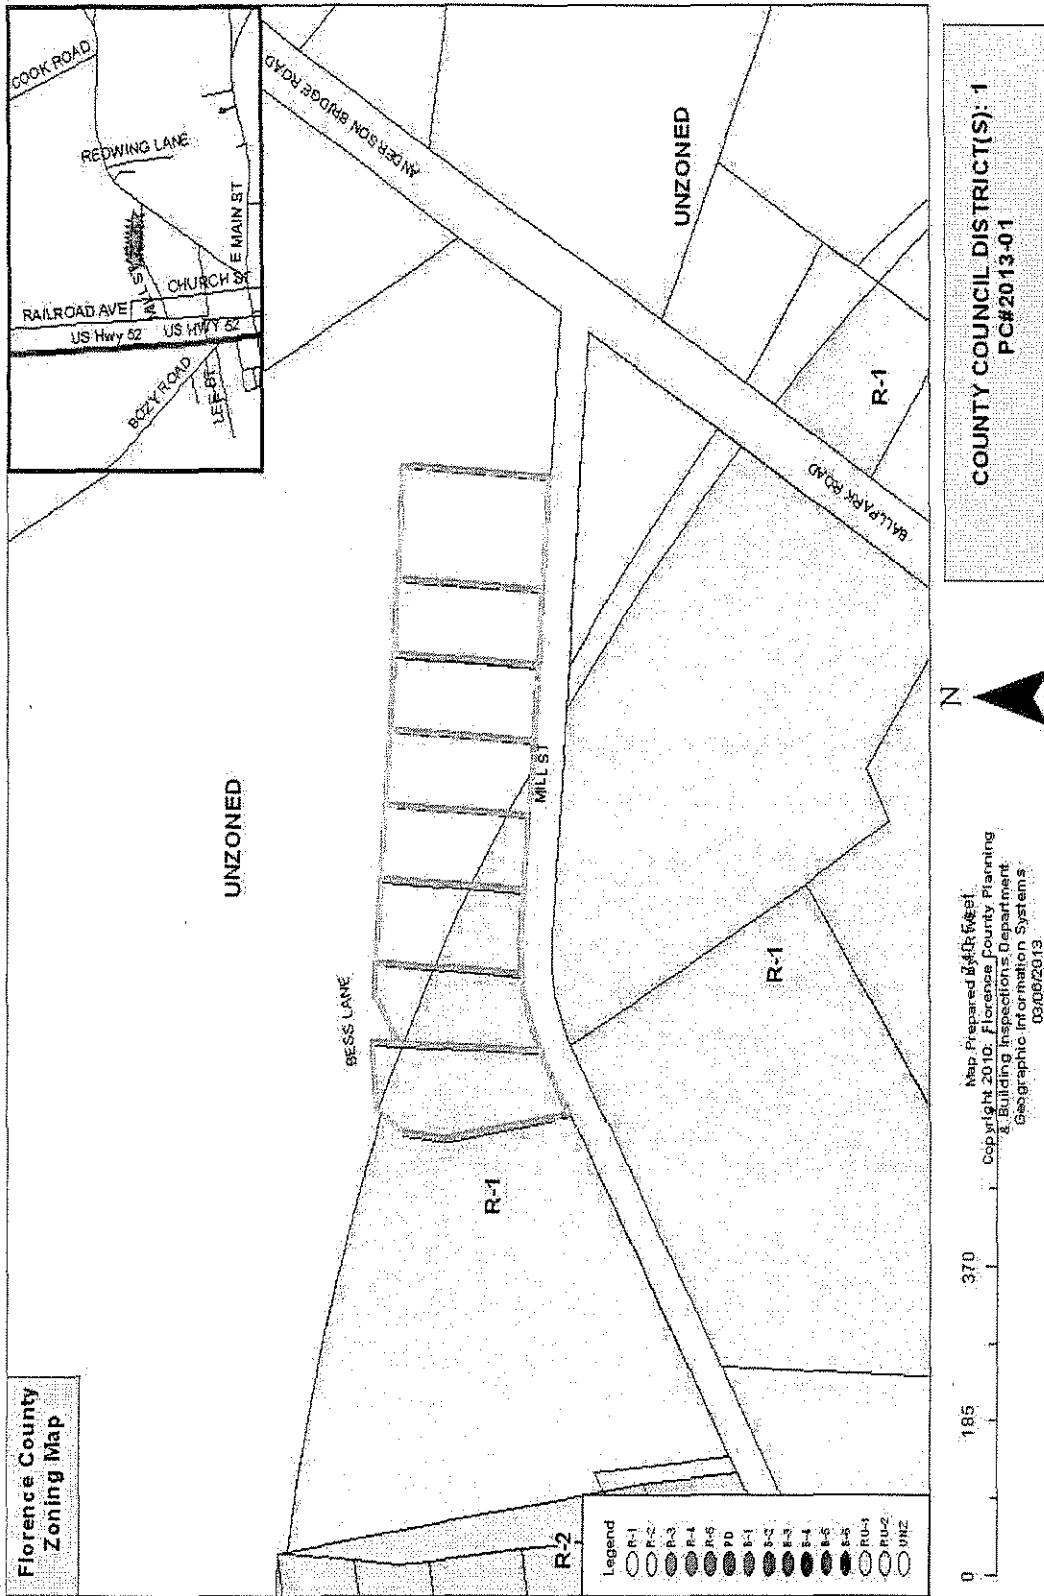 Florence County
Zoning Map
COOK ROAD
REDWING LANE
E MAIN ST
CHURCH ST
RAILROAD AVE
US Hwy 52
US HWY 52
BOZY ROAD
LEE ST
ANDERSON BRIDGE ROAD
UNZONED
UNZONED
BESS LANE
MILL ST
BALLPARK ROAD
R-1
R-1
R-1
R-2
Legend
R-1
R-2
R-3
R-4
R-5
PD
B-1
B-2
B-3
B-4
B-5
B-6
RU-1
RU-2
UNZ
0 185 370
Map Prepared By:
Copyright 2010: Florence County Planning
& Building Inspections Department
Geographic Information Systems
03/06/2013
N
COUNTY COUNCIL DISTRICT(S): 1
PC#2013-01